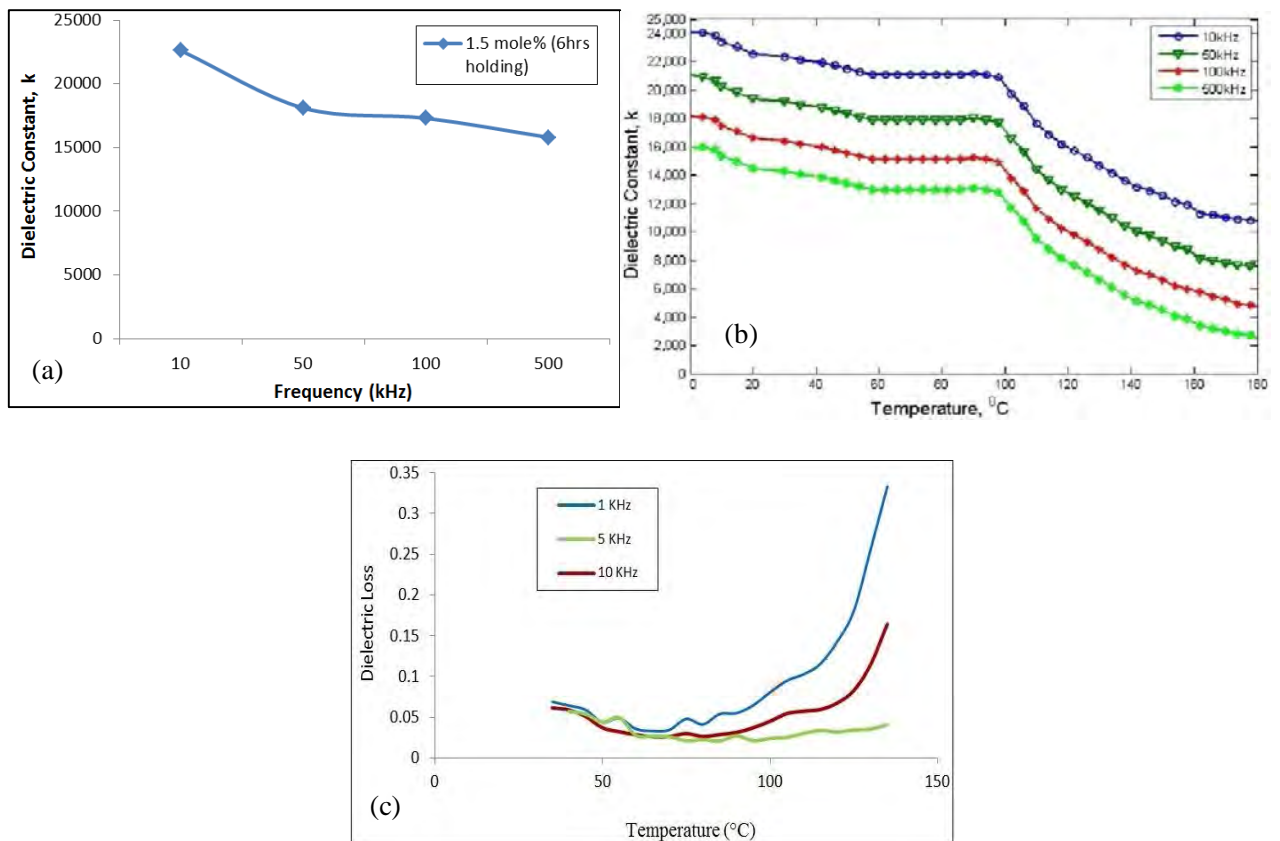 25000
20000
15000
10000
5000
0
Dielectric Constant, k
1.5 mole% (6hrs
holding)
10 50 100 500
Frequency (kHz)
(a)
25,000
24,000
22,000
20,000
18,000
16,000
14,000
12,000
10,000
8,000
6,000
4,000
2,000
0
Dielectric Constant, k
10kHz
50kHz
100kHz
500kHz
(b)
0 20 40 60 80 100 120 140 160 180
Temperature, ⁰C
0.35
0.3
0.25
0.2
0.15
0.1
0.05
0
Dielectric Loss
1 KHz
5 KHz
10 KHz
0 50 100 150
(c)
Temperature (°C)